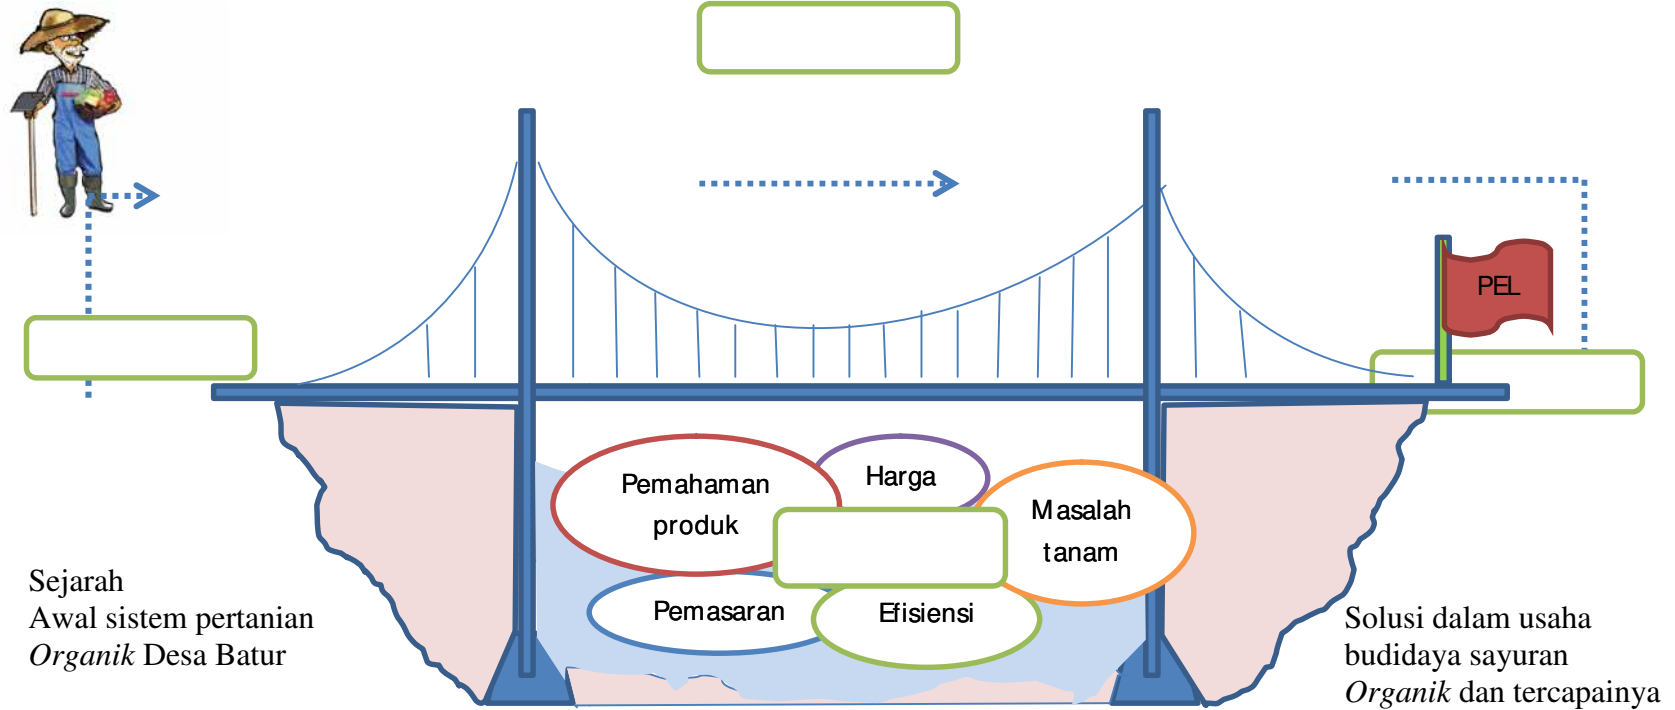 PEL
Pemahaman
produk
Harga
Masalah
tanam
Pemasaran
Efisiensi
Sejarah
Awal sistem pertanian
Organik Desa Batur
Solusi dalam usaha
budidaya sayuran
Organik dan tercapainya